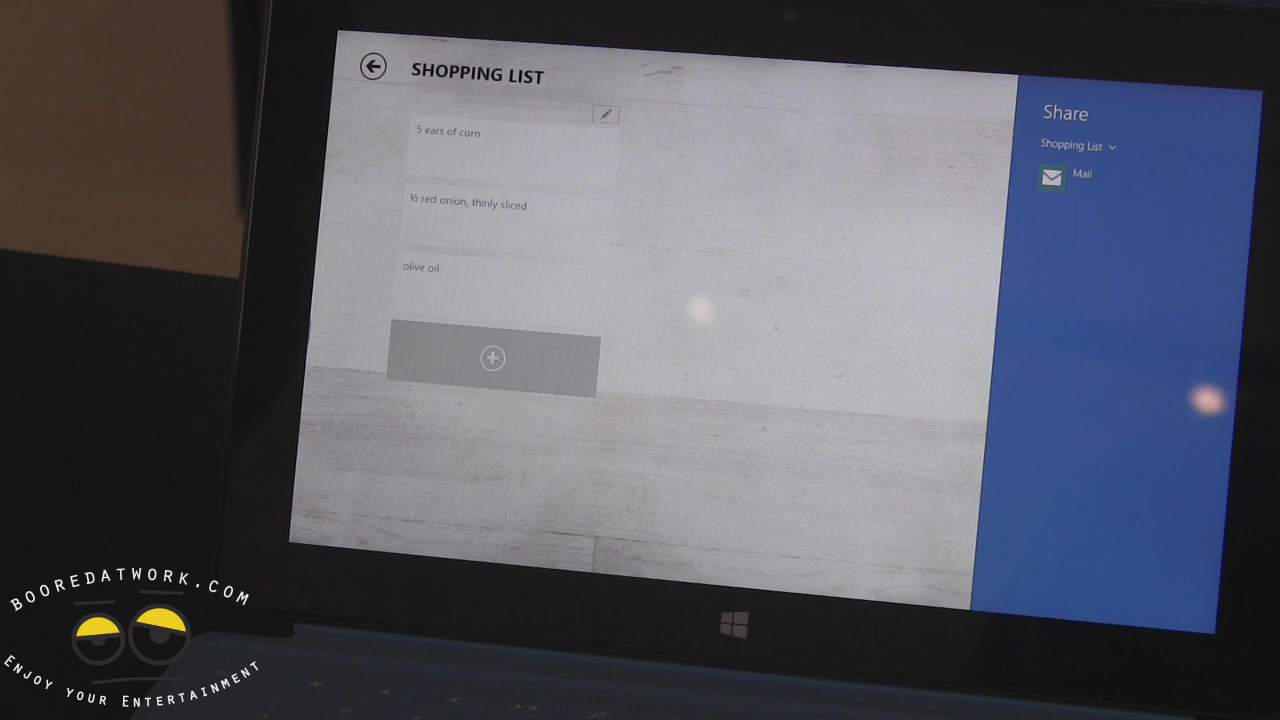 SHOPPING LIST
5 ears of corn
½ red onion, thinly sliced
olive oil
Share
Shopping List
Mail
BOOREDATWORK.COM
ENJOY YOUR ENTERTAINMENT